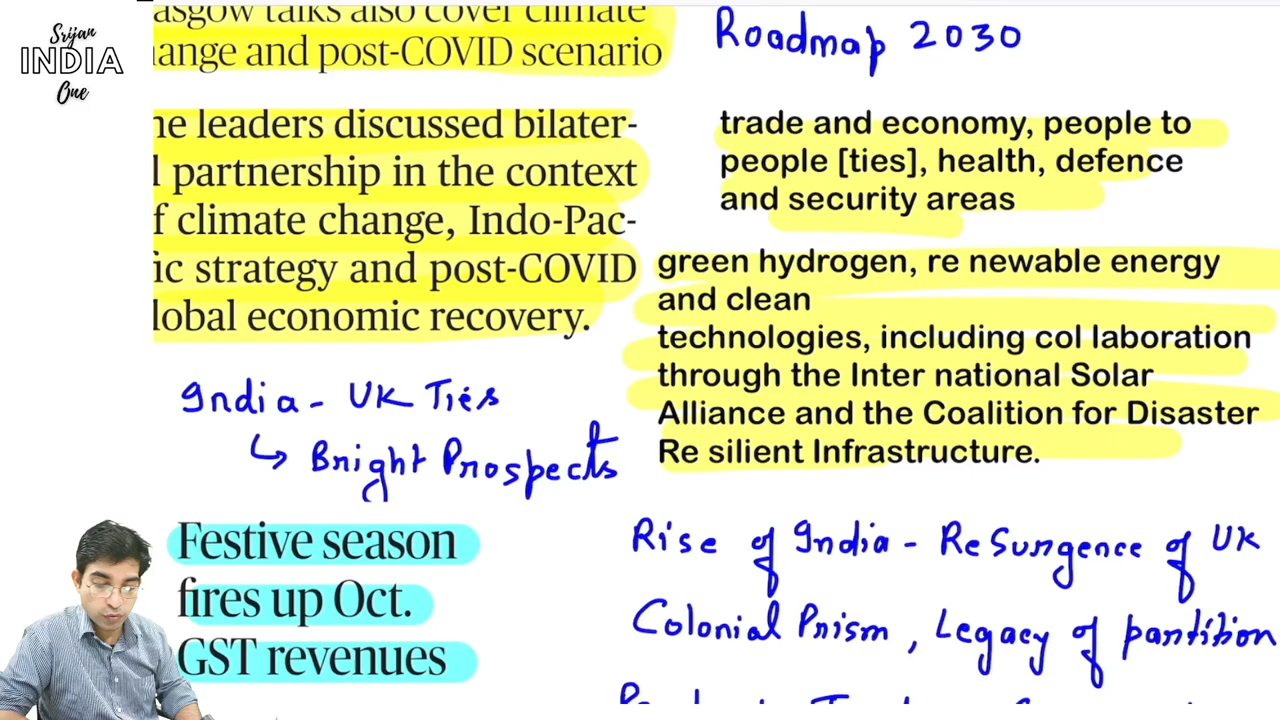 Srijan
INDIA
One
asgow talks also cover climate
ange and post-COVID scenario
he leaders discussed bilater-
l partnership in the context
f climate change, Indo-Pac-
ic strategy and post-COVID
lobal economic recovery.
India - UK Ties
↳ Bright Prospects
Festive season
fires up Oct.
GST revenues
Roadmap 2030
trade and economy, people to
people [ties], health, defence
and security areas
green hydrogen, re newable energy
and clean
technologies, including col laboration
through the Inter national Solar
Alliance and the Coalition for Disaster
Re silient Infrastructure.
Rise of India - ReSurgence of UK
Colonial Prism, Legacy of partition